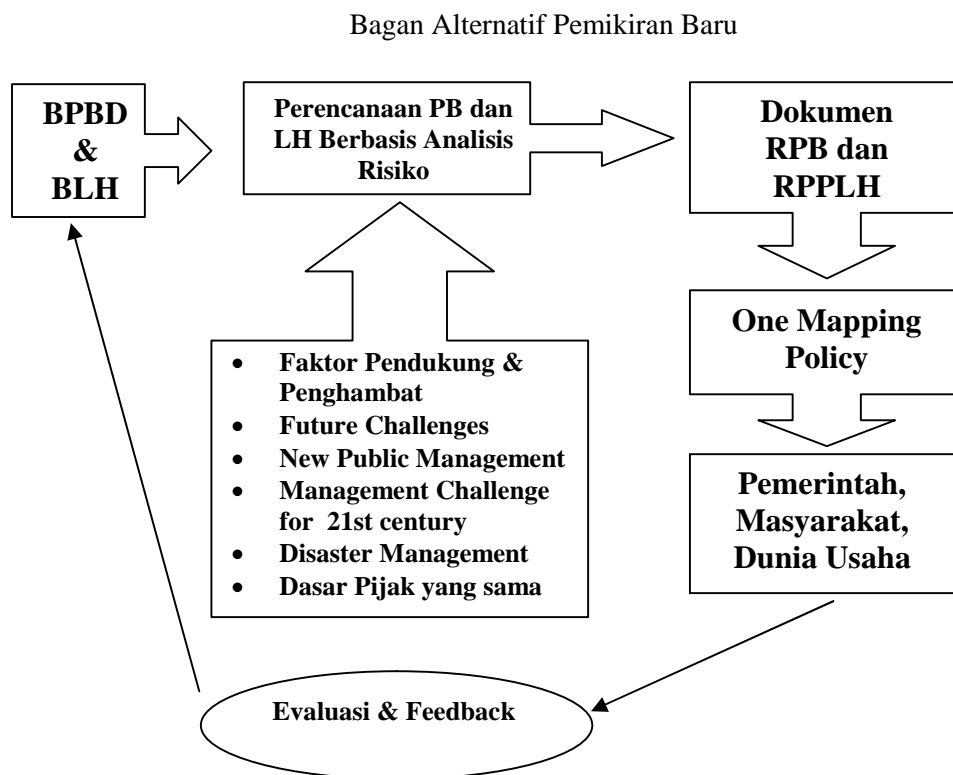 Bagan Alternatif Pemikiran Baru
BPBD
&
BLH
Perencanaan PB dan
LH Berbasis Analisis
Risiko
Dokumen
RPB dan
RPPLH
One Mapping
Policy
• Faktor Pendukung &
Penghambat
• Future Challenges
• New Public Management
• Management Challenge
for 21st century
• Disaster Management
• Dasar Pijak yang sama
Pemerintah,
Masyarakat,
Dunia Usaha
Evaluasi & Feedback